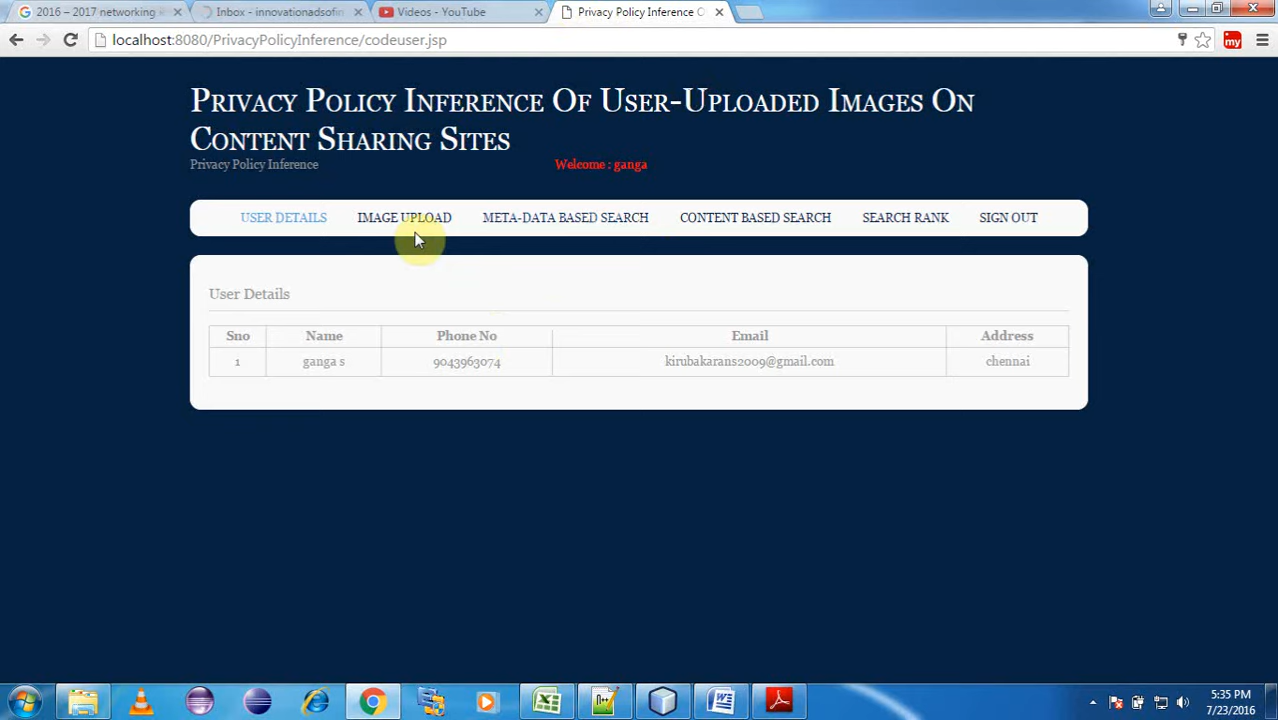 2016 – 2017 networking
Inbox - innovationadsofin
Videos - YouTube
Privacy Policy Inference O
localhost:8080/PrivacyPolicyInference/codeuser.jsp
my
Privacy Policy Inference Of User-Uploaded Images On
Content Sharing Sites
Privacy Policy Inference
Welcome : ganga
USER DETAILS IMAGE UPLOAD META-DATA BASED SEARCH CONTENT BASED SEARCH SEARCH RANK SIGN OUT
User Details
Sno Name Phone No Email Address
1 ganga s 9043963074 kirubakarans2009@gmail.com chennai
5:35 PM
7/23/2016